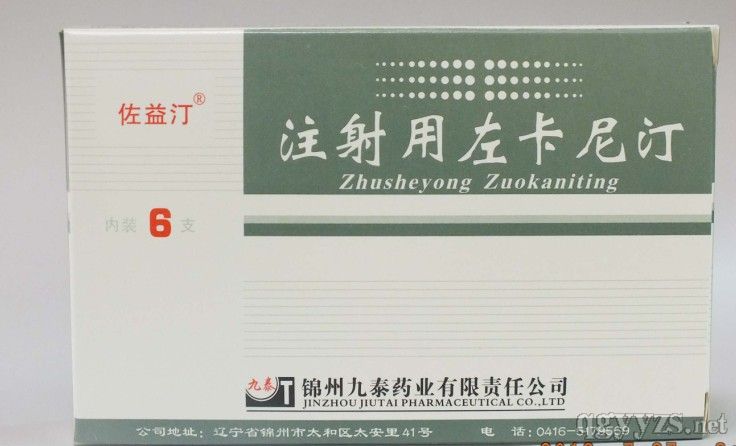 佐益汀®
注射用左卡尼汀
Zhusheyong Zuokaniting
内装 6 支
九泰
锦州九泰药业有限责任公司
JINZHOU JIUTAI PHARMACEUTICAL CO.,LTD
公司地址：辽宁省锦州市太和区太安里41号
电 话：0416-5179559